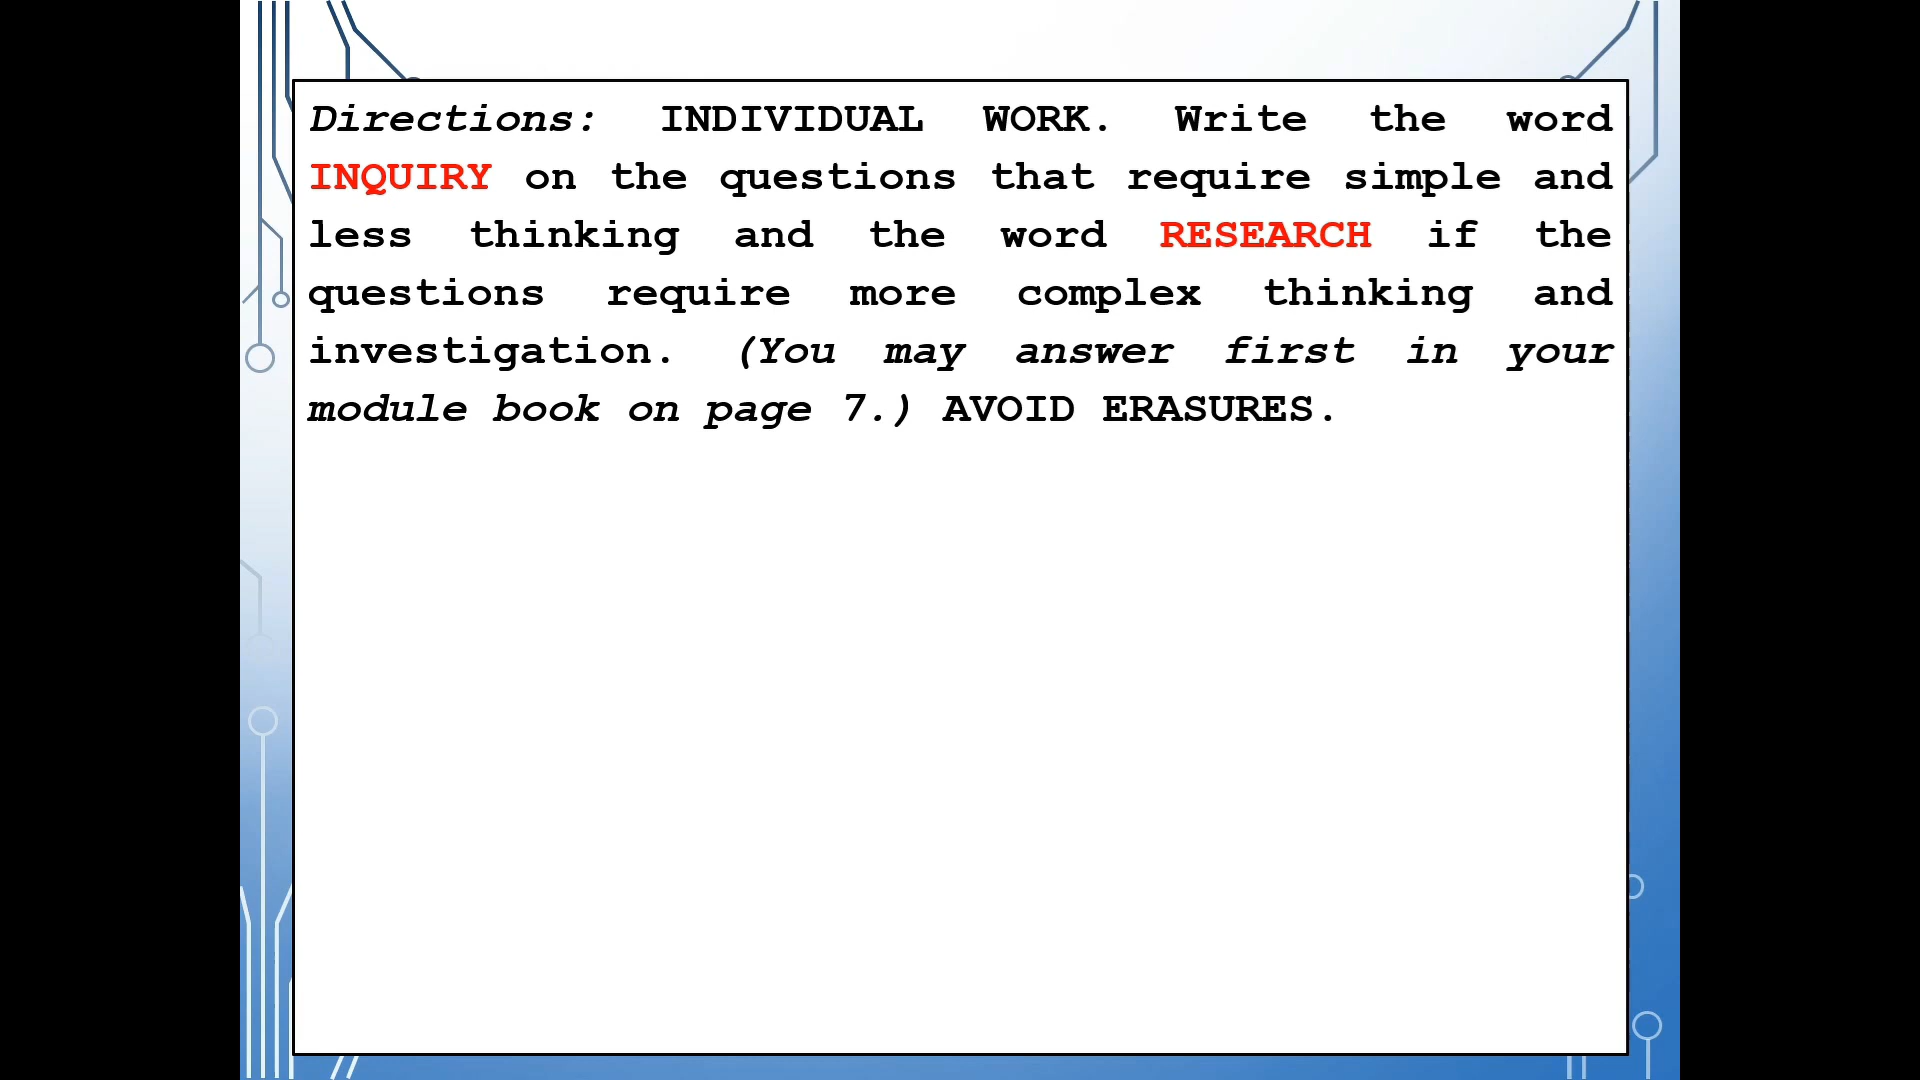 Directions: INDIVIDUAL WORK. Write the word
INQUIRY on the questions that require simple and
less thinking and the word RESEARCH if the
questions require more complex thinking and
investigation. (You may answer first in your
module book on page 7.) AVOID ERASURES.